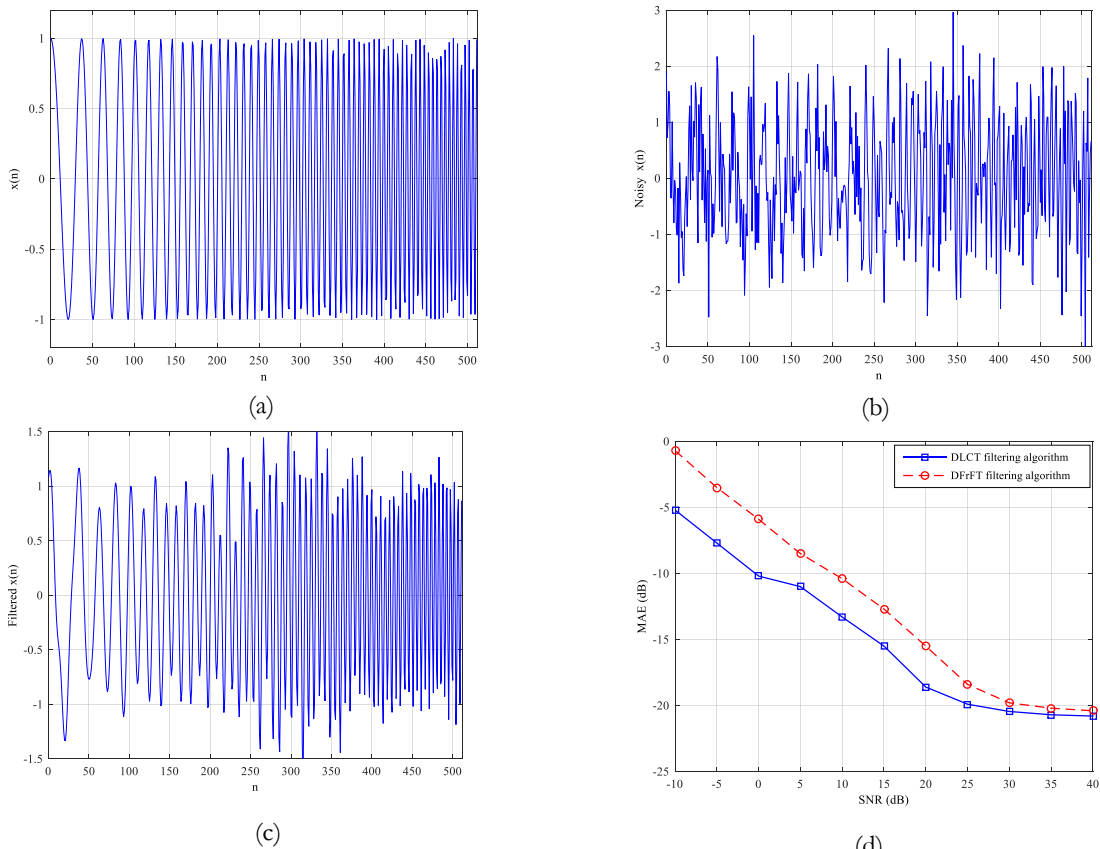 1
0.5
0
-0.5
-1
x(n)
0 50 100 150 200 250 300 350 400 450 500
n
(a)
3
2
1
0
-1
-2
-3
Noisy x(n)
0 50 100 150 200 250 300 350 400 450 500
n
(b)
1.5
1
0.5
0
-0.5
-1
-1.5
Filtered x(n)
0 50 100 150 200 250 300 350 400 450 500
n
(c)
0
-5
-10
-15
-20
-25
MAE (dB)
DLCT filtering algorithm
DFrFT filtering algorithm
-10 -5 0 5 10 15 20 25 30 35 40
SNR (dB)
(d)